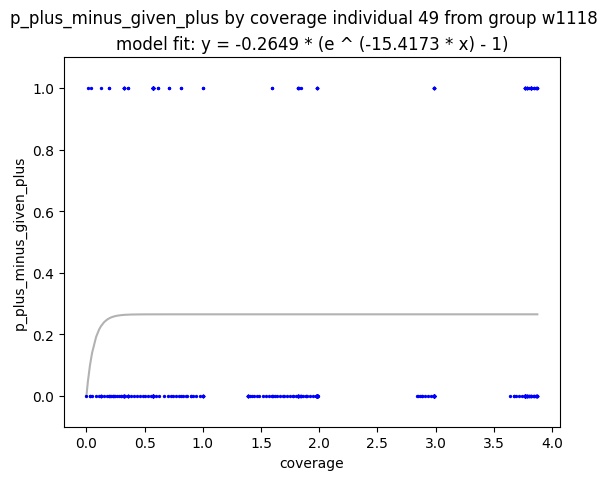 p_plus_minus_given_plus by coverage individual 49 from group w1118
model fit: y = -0.2649 * (e ^ (-15.4173 * x) - 1)
1.0
0.8
0.6
0.4
0.2
0.0
p_plus_minus_given_plus
0.0 0.5 1.0 1.5 2.0 2.5 3.0 3.5 4.0
coverage